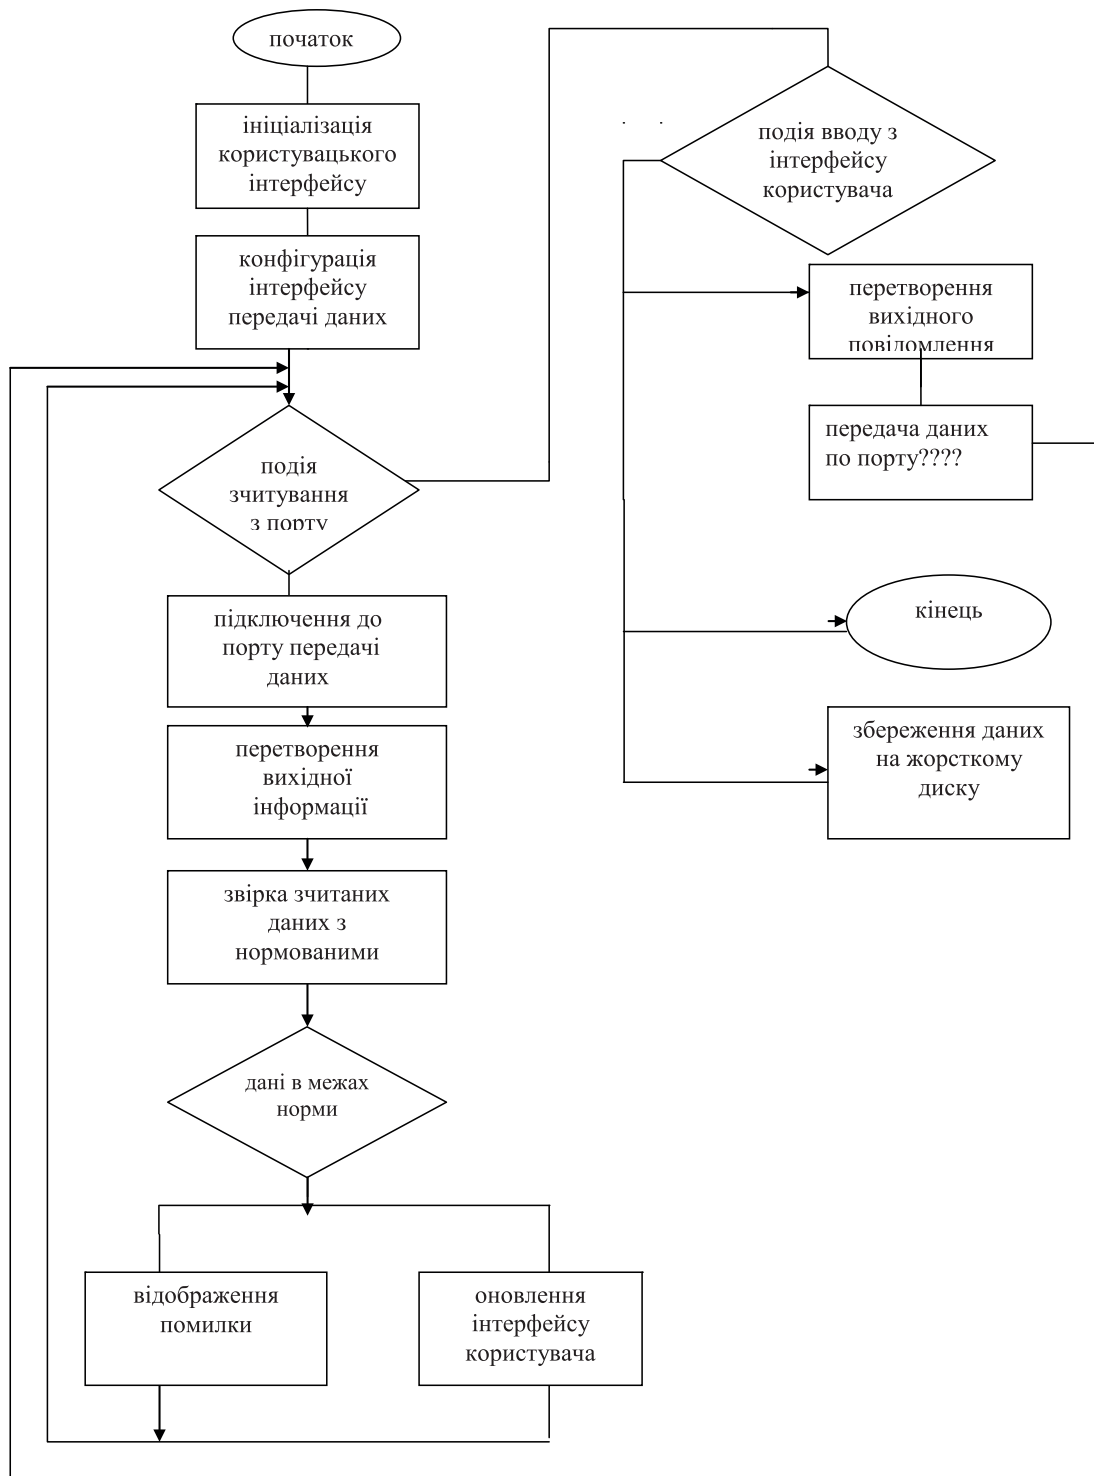 початок
ініціалізація
користувацького
інтерфейсу
конфігурація
інтерфейсу
передачі даних
подія
зчитування
з порту
підключення до
порту передачі
даних
перетворення
вихідної
інформації
звірка зчитаних
даних з
нормованими
дані в межах
норми
відображення
помилки
оновлення
інтерфейсу
користувача
подія вводу з
інтерфейсу
користувача
перетворення
вихідного
повідомлення
передача даних
по порту????
кінець
збереження даних
на жорсткому
диску